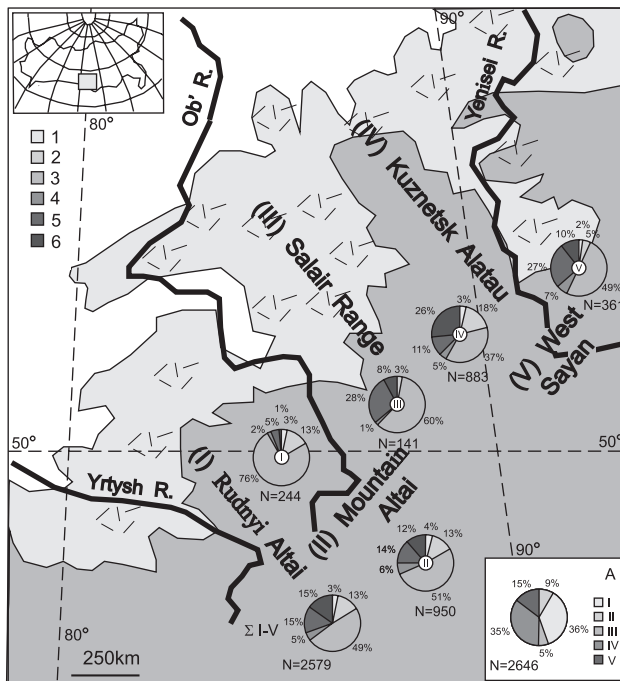 90°
Ob' R.
Yenisei R.
80°
1
2
3
4
5
6
(IV) Kuznetsk Alatau
(III) Salair Range
2%
10%
5%
27%
V
49%
7%
N=361
(V) West
Sayan
3%
26%
18%
IV
11%
37%
5%
N=883
8%
3%
28%
III
1%
60%
N=141
1%
5%
3%
2%
13%
I
76%
N=244
50°
50°
(I) Rudnyi
Altai
(II) Mountain
Altai
Yrtysh R.
12%
4%
14%
13%
II
6%
51%
N=950
90°
15%
3%
13%
Σ I-V
15%
5%
49%
N=2579
80°
250km
A
15%
9%
35%
36%
5%
N=2646
I
II
III
IV
V